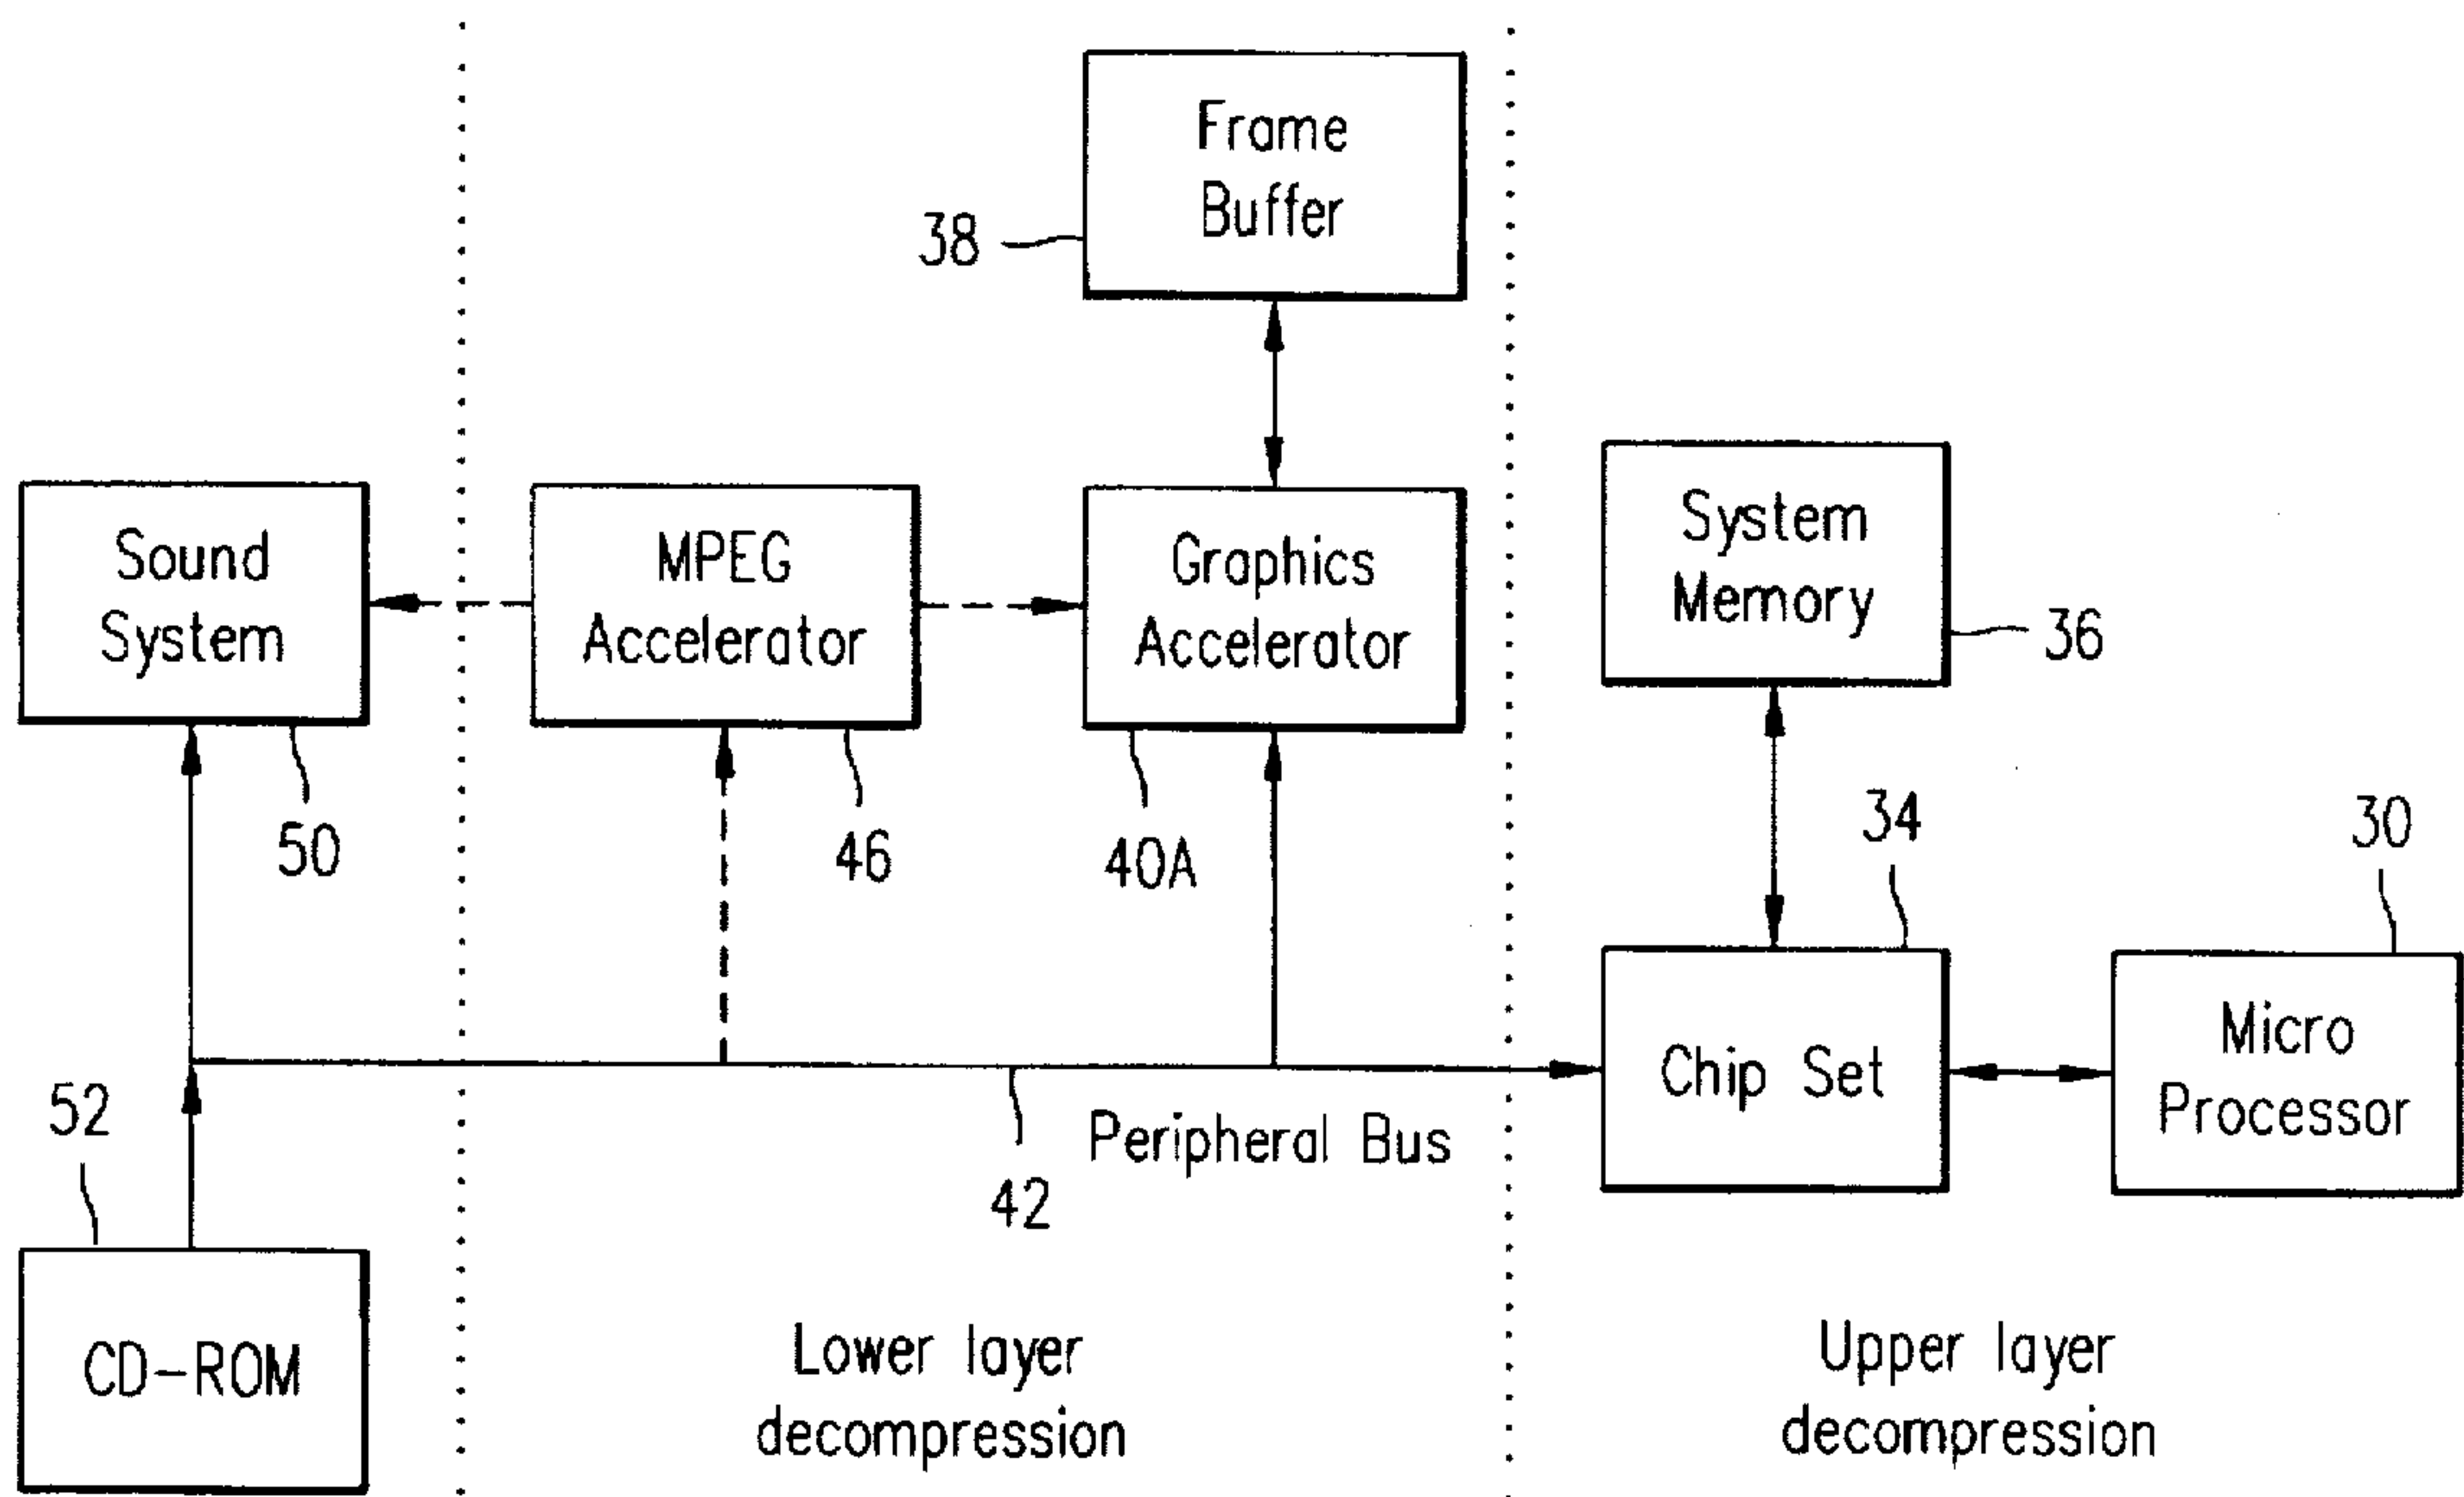 Frame
Buffer
38
Sound
System
50
MPEG
Accelerator
46
Graphics
Accelerator
40A
System
Memory
36
34
30
Chip Set
Micro
Processor
52
Peripheral Bus
42
CD-ROM
Lower layer
decompression
Upper layer
decompression